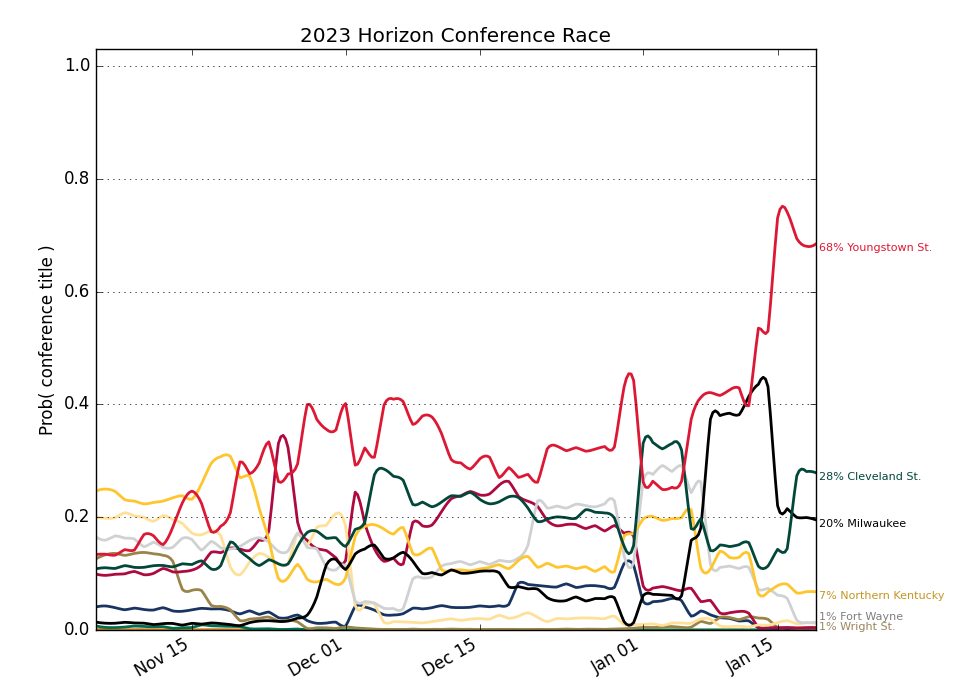 2023 Horizon Conference Race
Prob( conference title )
1.0
0.8
0.6
0.4
0.2
0.0
68% Youngstown St.
28% Cleveland St.
20% Milwaukee
7% Northern Kentucky
1% Fort Wayne
1% Wright St.
Nov 15
Dec 01
Dec 15
Jan 01
Jan 15